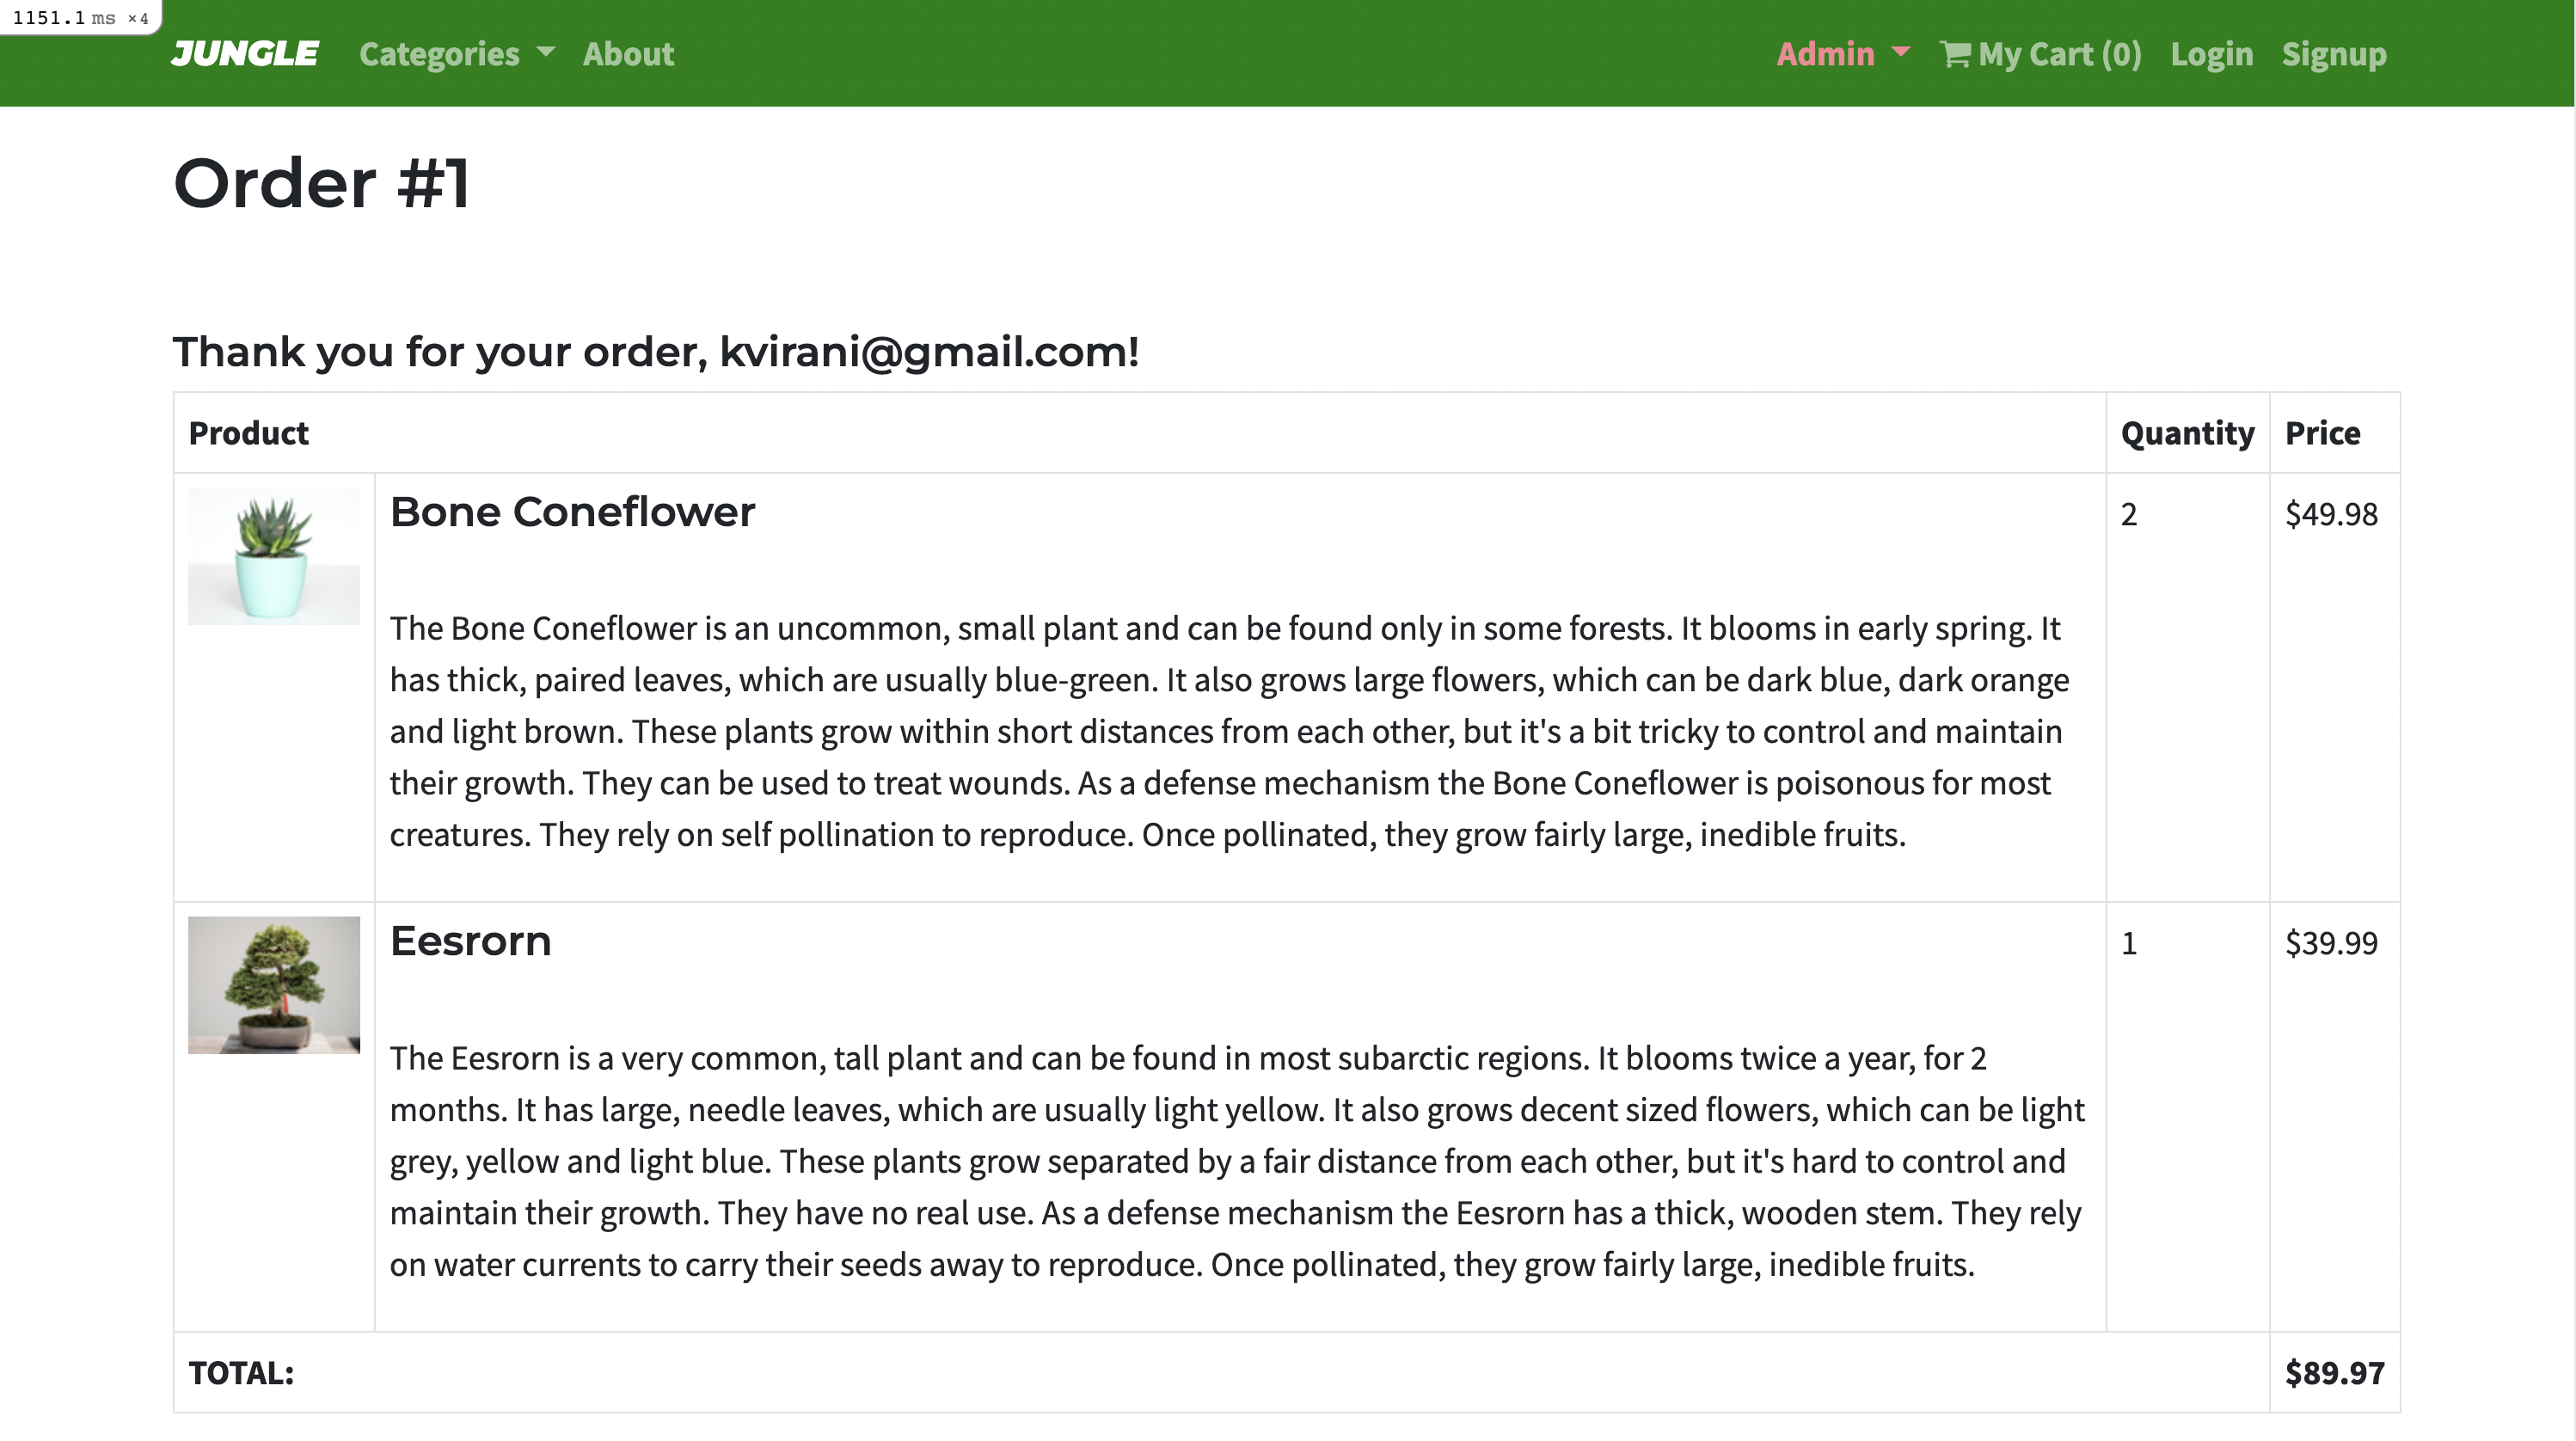 1151.1 ms ×4
JUNGLE Categories About Admin My Cart (0) Login Signup
Order #1
Thank you for your order, kvirani@gmail.com!
Product Quantity Price
Bone Coneflower 2 $49.98
The Bone Coneflower is an uncommon, small plant and can be found only in some forests. It blooms in early spring. It
has thick, paired leaves, which are usually blue-green. It also grows large flowers, which can be dark blue, dark orange
and light brown. These plants grow within short distances from each other, but it's a bit tricky to control and maintain
their growth. They can be used to treat wounds. As a defense mechanism the Bone Coneflower is poisonous for most
creatures. They rely on self pollination to reproduce. Once pollinated, they grow fairly large, inedible fruits.
Eesrorn 1 $39.99
The Eesrorn is a very common, tall plant and can be found in most subarctic regions. It blooms twice a year, for 2
months. It has large, needle leaves, which are usually light yellow. It also grows decent sized flowers, which can be light
grey, yellow and light blue. These plants grow separated by a fair distance from each other, but it's hard to control and
maintain their growth. They have no real use. As a defense mechanism the Eesrorn has a thick, wooden stem. They rely
on water currents to carry their seeds away to reproduce. Once pollinated, they grow fairly large, inedible fruits.
TOTAL: $89.97